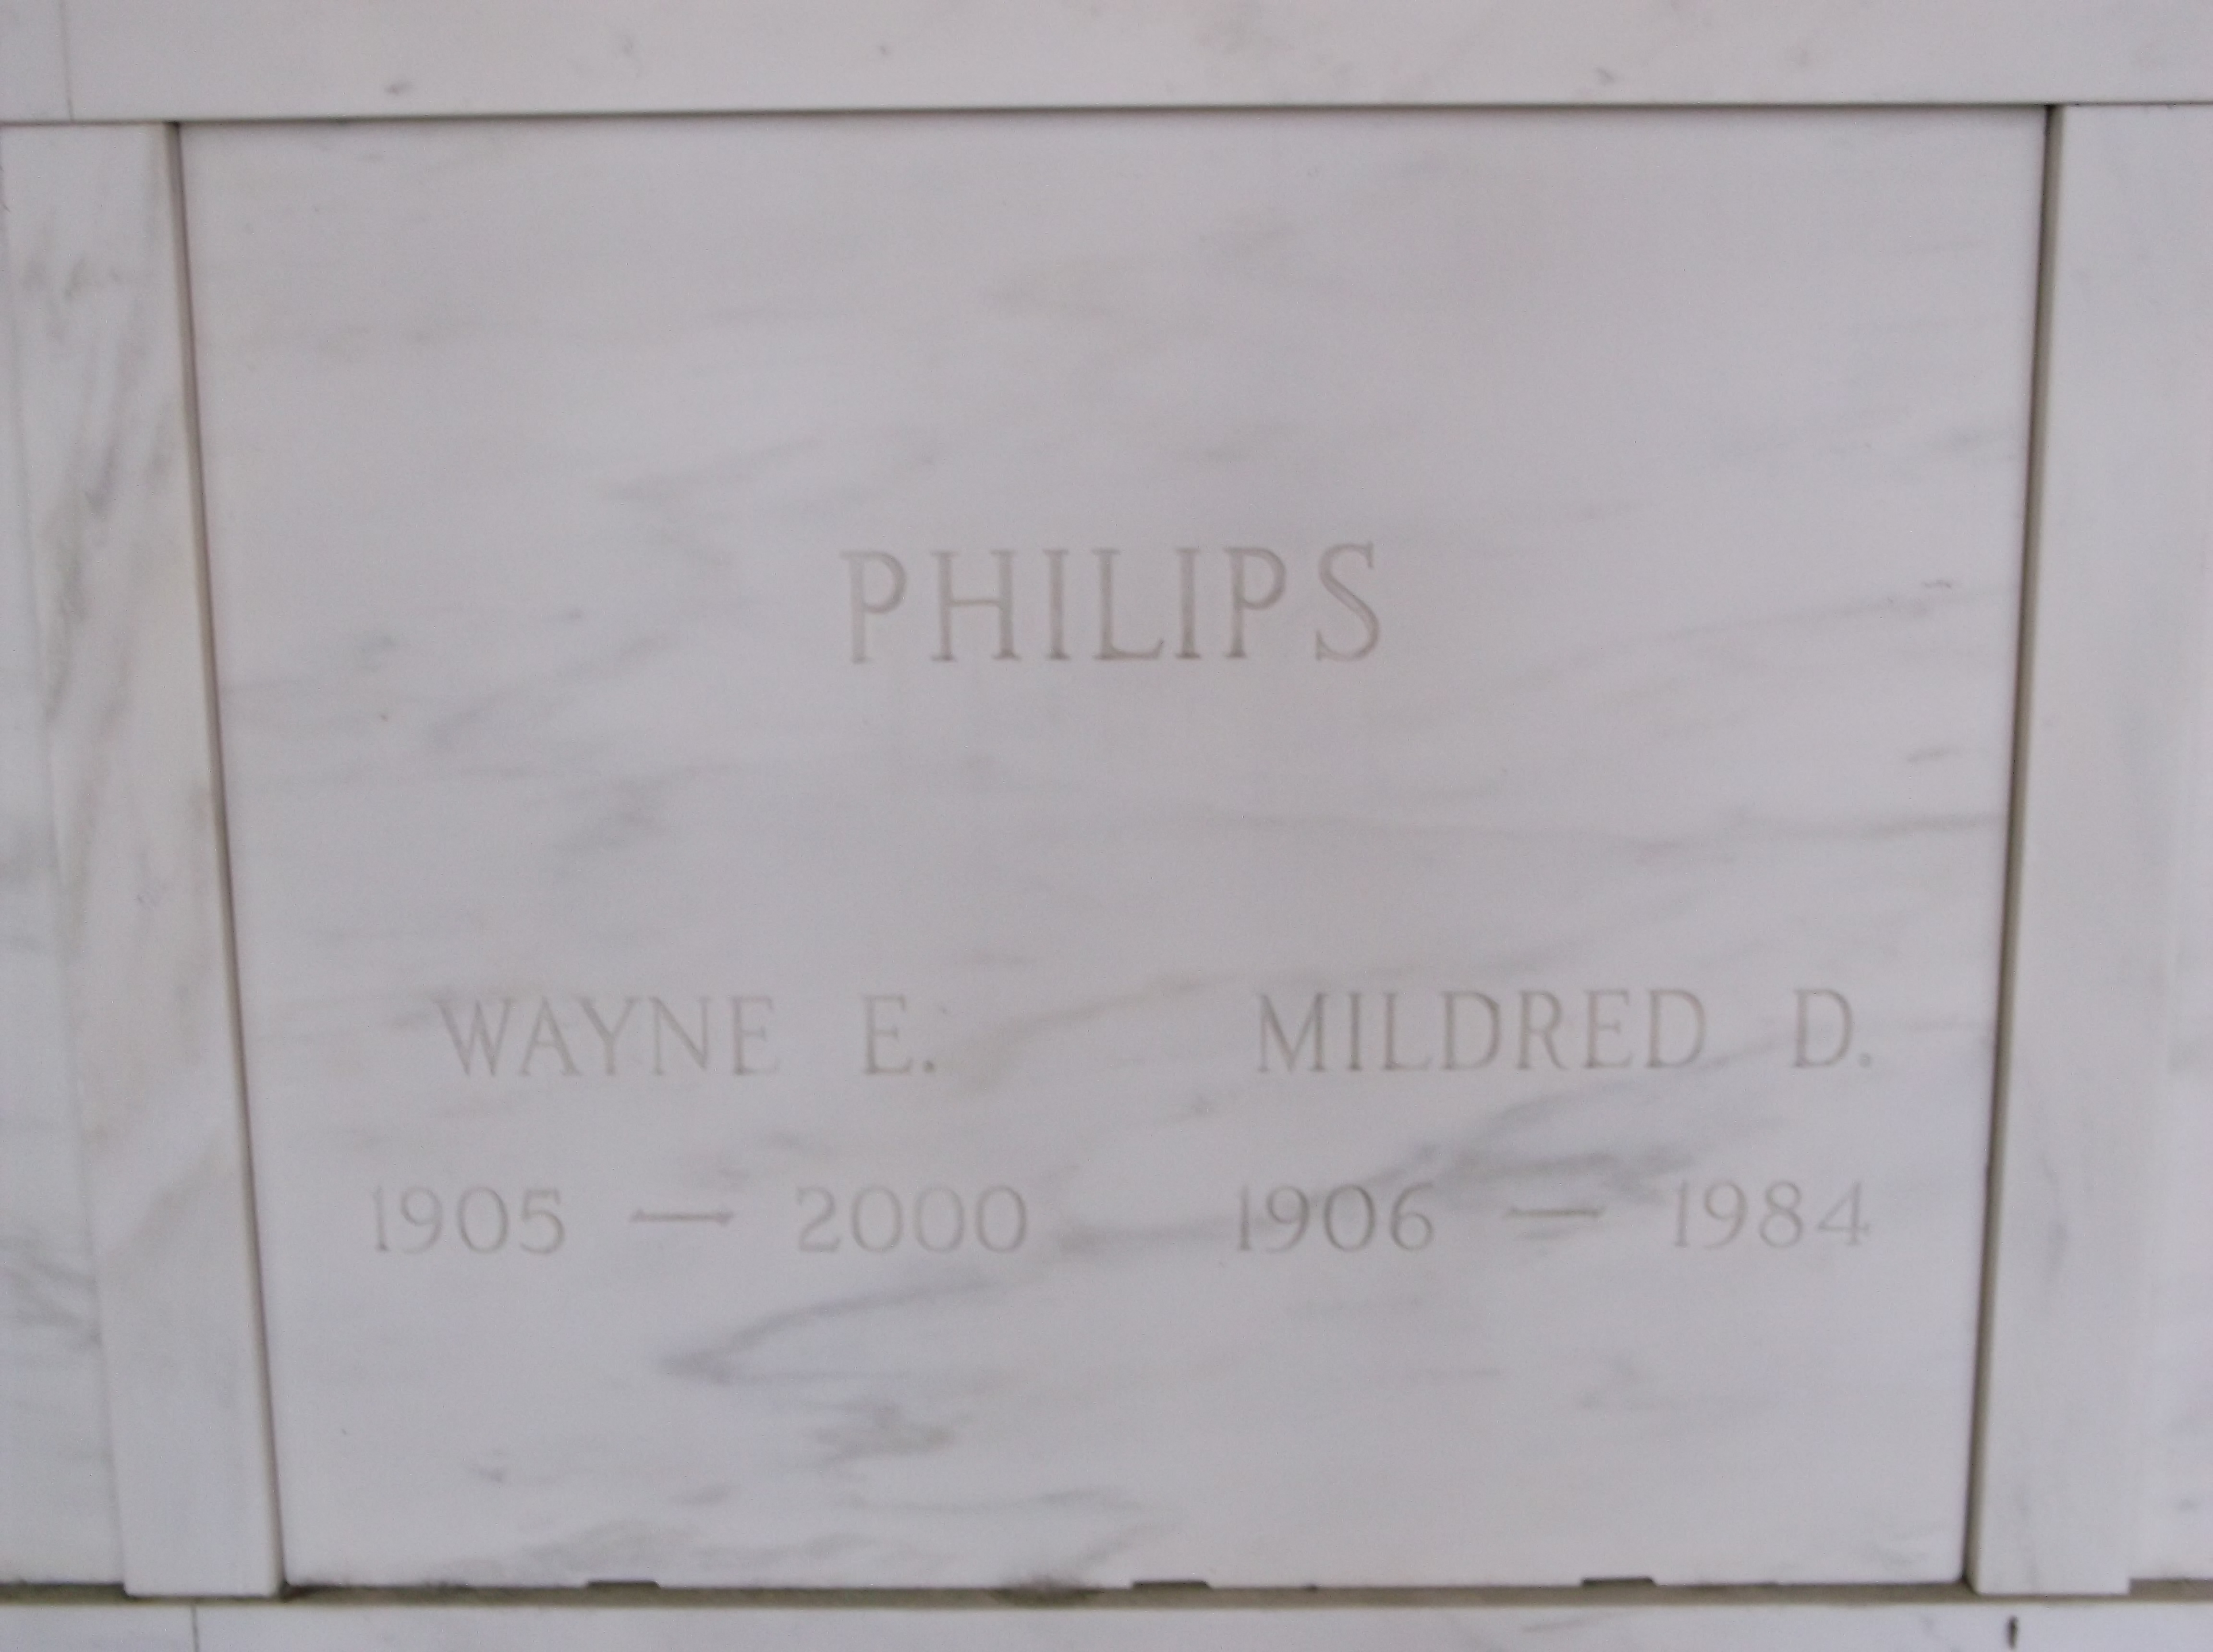 PHILIPS
WAYNE E. MILDRED D.
1905 — 2000 1906 — 1984